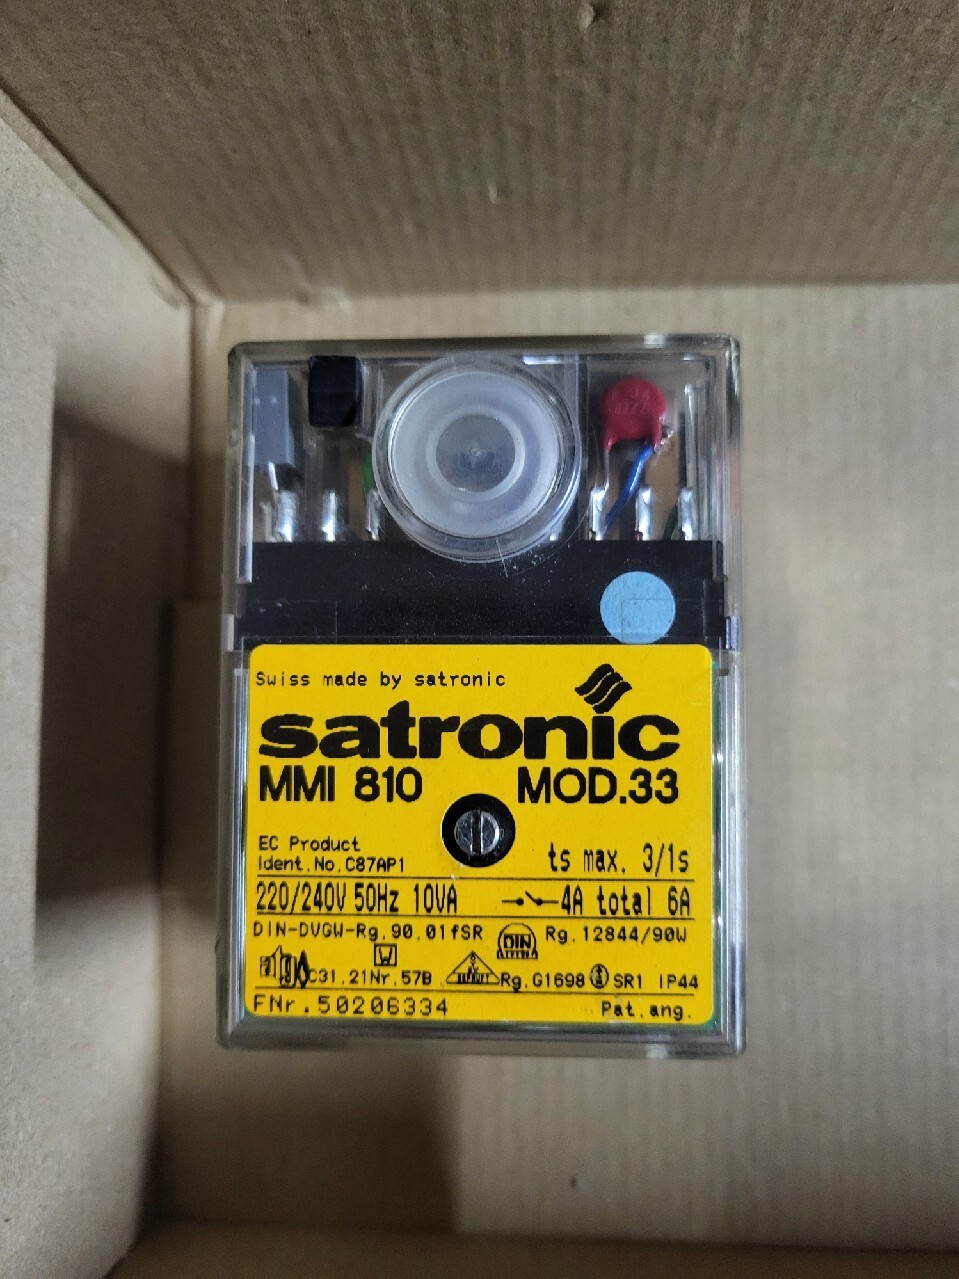 Swiss made by satronic
satronic
MMI 810 MOD.33
EC Product
Ident.No.C87AP1
ts max. 3/1s
220/240V 50Hz 10VA 4A total 6A
DIN-DVGW-Rg.90.01fSR DIN Rg.12844/90W
C31.21Nr.57B Rg.G1698 SR1 IP44
FNr.50206334 Pat.ang.